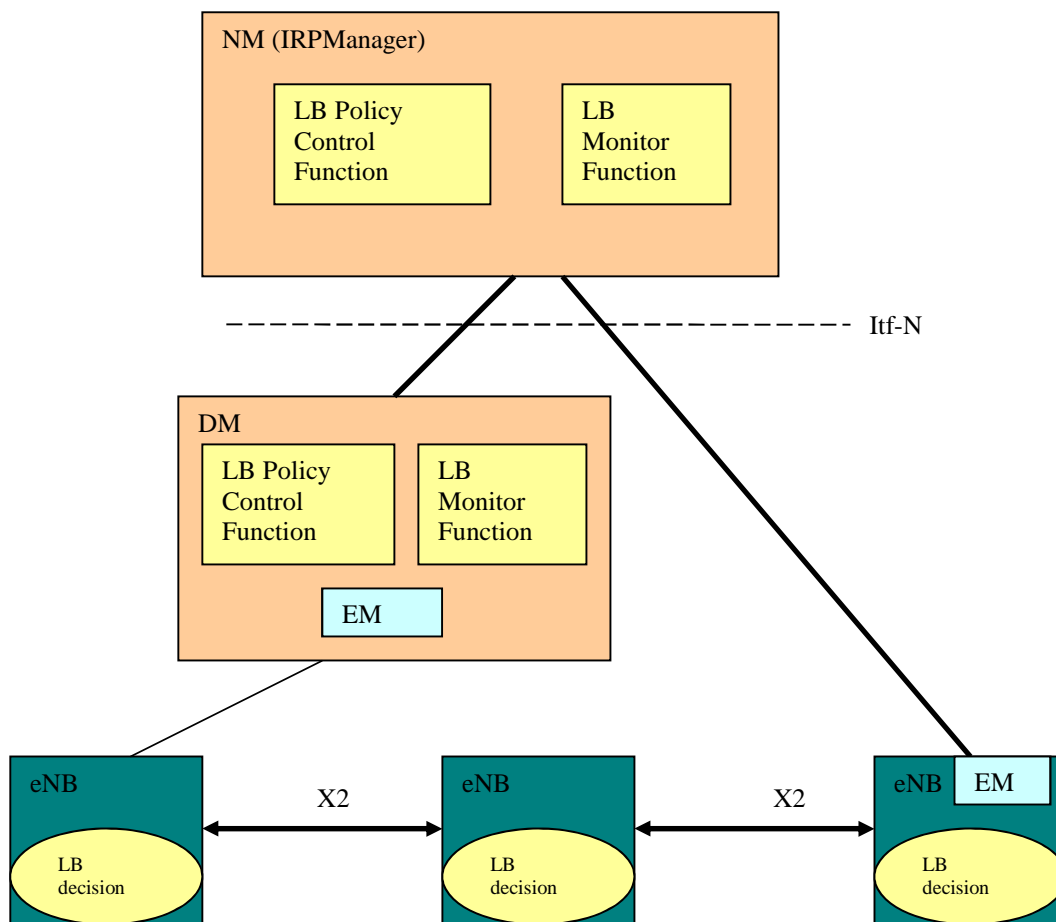 NM (IRPManager)
LB Policy
Control
Function
LB
Monitor
Function
Itf-N
DM
LB Policy
Control
Function
LB
Monitor
Function
EM
eNB
X2
eNB
X2
eNB
EM
LB
decision
LB
decision
LB
decision